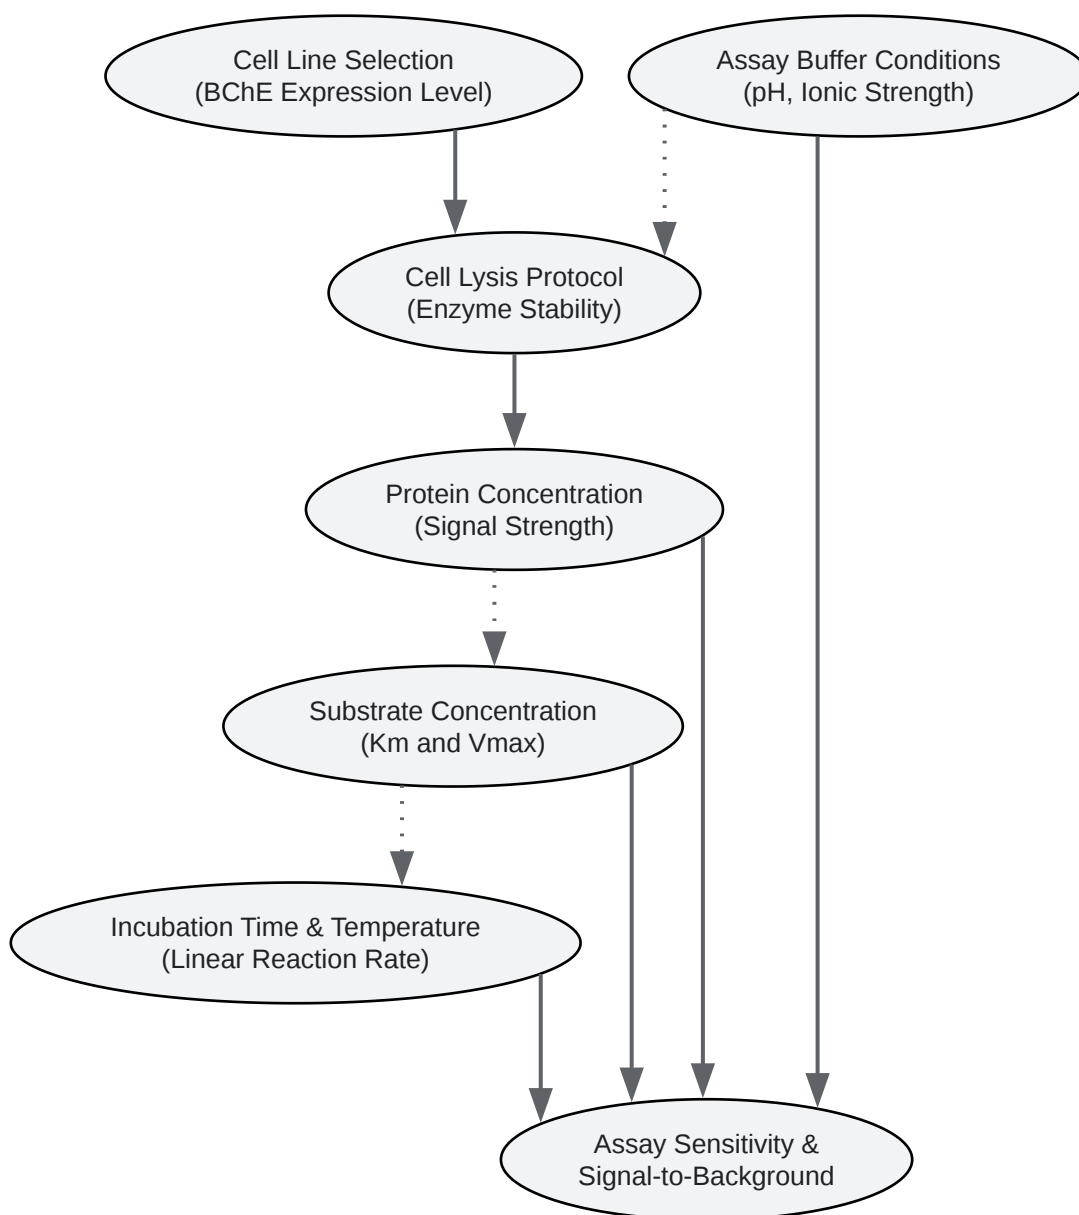 Cell Line Selection
(BChE Expression Level)
Assay Buffer Conditions
(pH, Ionic Strength)
Cell Lysis Protocol
(Enzyme Stability)
Protein Concentration
(Signal Strength)
Substrate Concentration
(Km and Vmax)
Incubation Time & Temperature
(Linear Reaction Rate)
Assay Sensitivity &
Signal-to-Background